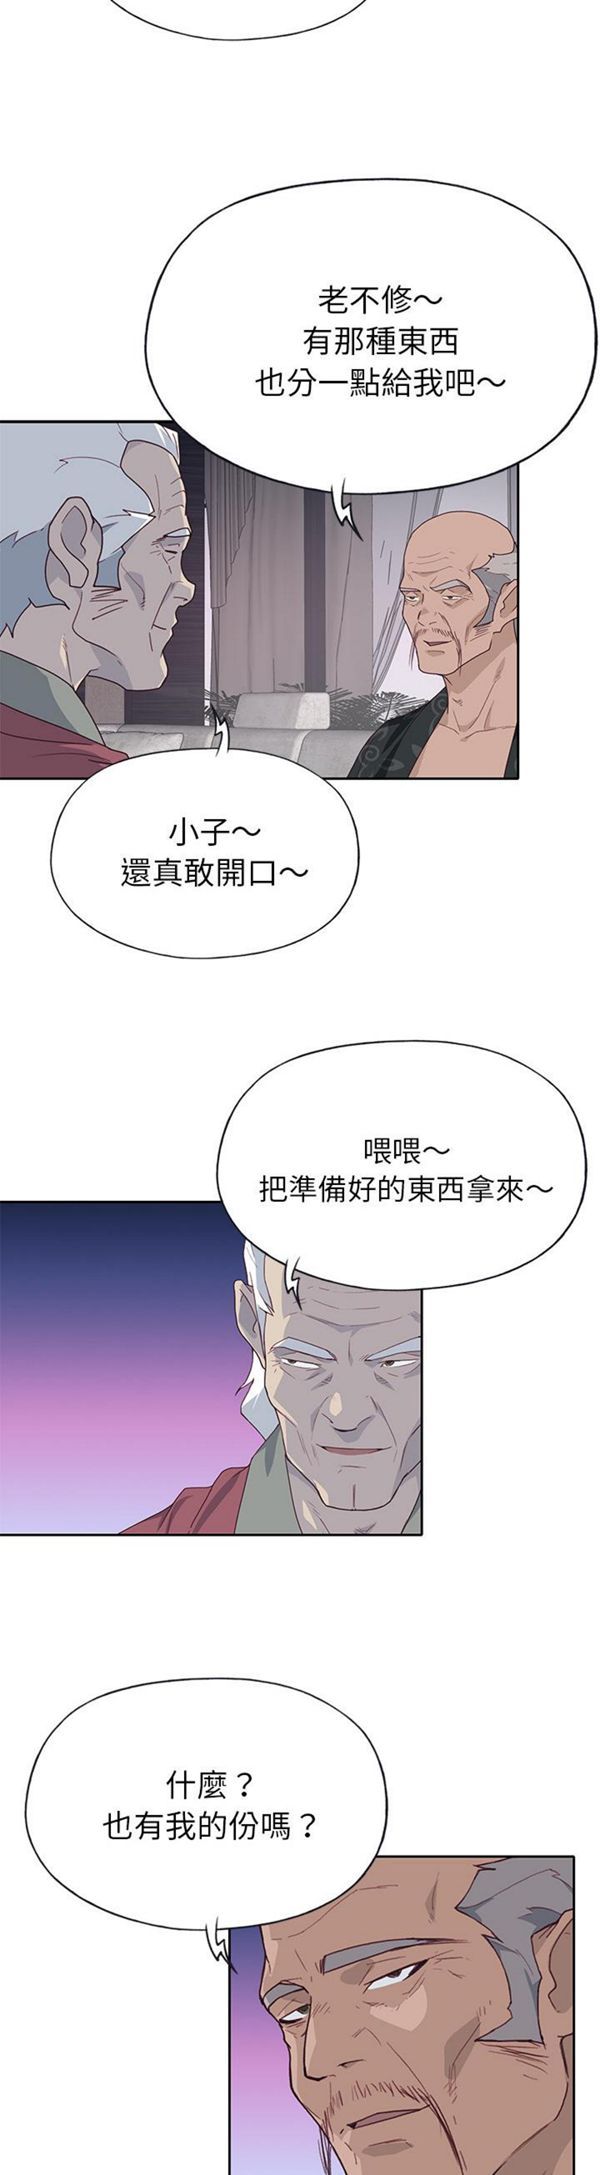 老不修～
有那種東西
也分一點給我吧～
小子～
還真敢開口～
喂喂～
把準備好的東西拿來～
什麼？
也有我的份嗎？